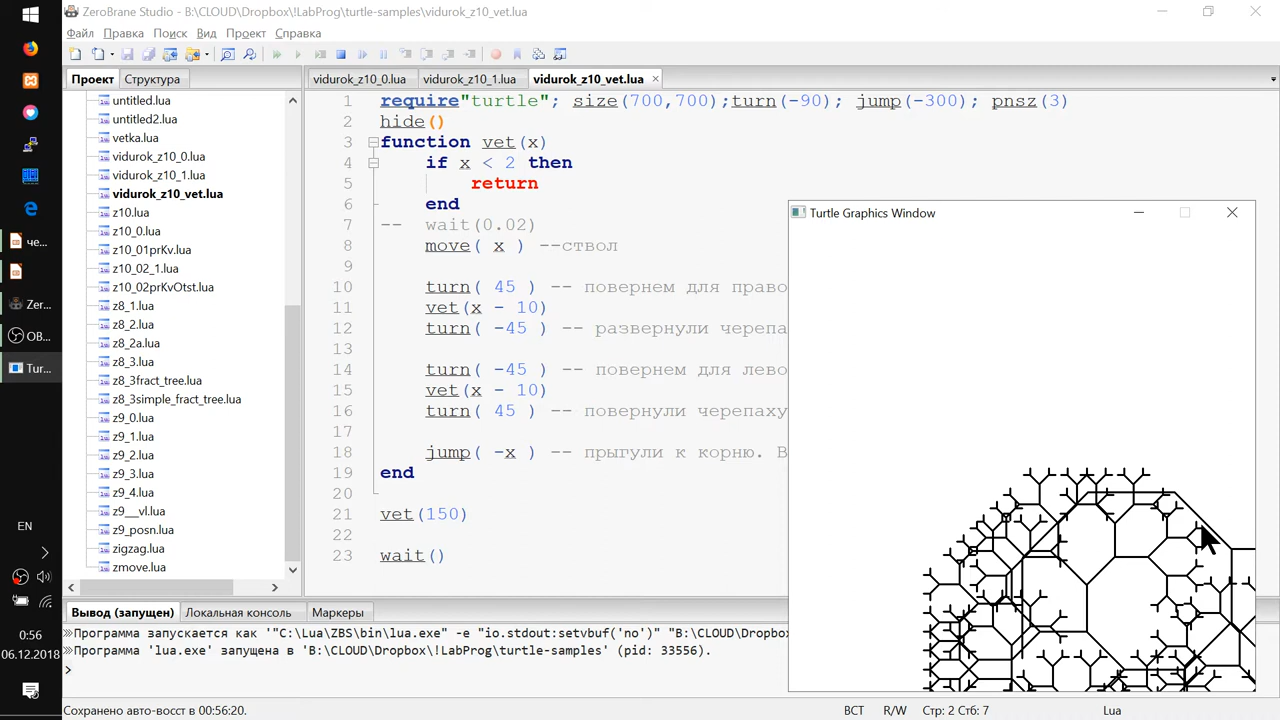 ZeroBrane Studio - B:\CLOUD\Dropbox\!LabProg\turtle-samples\vidurok_z10_vet.lua
Файл Правка Поиск Вид Проект Справка
Проект Структура
vidurok_z10_0.lua vidurok_z10_1.lua vidurok_z10_vet.lua
untitled.lua
untitled2.lua
vetka.lua
vidurok_z10_0.lua
vidurok_z10_1.lua
vidurok_z10_vet.lua
z10.lua
z10_0.lua
z10_01prKv.lua
z10_02_1.lua
z10_02prKvOtst.lua
z8_1.lua
z8_2.lua
z8_2a.lua
z8_3.lua
z8_3fract_tree.lua
z8_3simple_fract_tree.lua
z9_0.lua
z9_1.lua
z9_2.lua
z9_3.lua
z9_4.lua
z9__vl.lua
z9_posn.lua
zigzag.lua
zmove.lua
1 require"turtle"; size(700,700);turn(-90); jump(-300); pnsz(3)
2 hide()
3 function vet(x)
4 if x < 2 then
5 return
6 end
7 -- wait(0.02)
8 move( x ) --ствол
9
10 turn( 45 ) -- повернем для право
11 vet(x - 10)
12 turn( -45 ) -- развернули черепа
13
14 turn( -45 ) -- повернем для лево
15 vet(x - 10)
16 turn( 45 ) -- повернули черепаху
17
18 jump( -x ) -- прыгули к корню. В
19 end
20
21 vet(150)
22
23 wait()
Turtle Graphics Window
че...
Zer...
OB...
Tur...
EN
0:56
06.12.2018
Вывод (запущен) Локальная консоль Маркеры
Программа запускается как '"C:\Lua\ZBS\bin\lua.exe" -e "io.stdout:setvbuf('no')" "B:\CLOUD\Dropbox
Программа 'lua.exe' запущена в 'B:\CLOUD\Dropbox\!LabProg\turtle-samples' (pid: 33556).
Сохранено авто-восст в 00:56:20. ВСТ R/W Стр: 2 Стб: 7 Lua